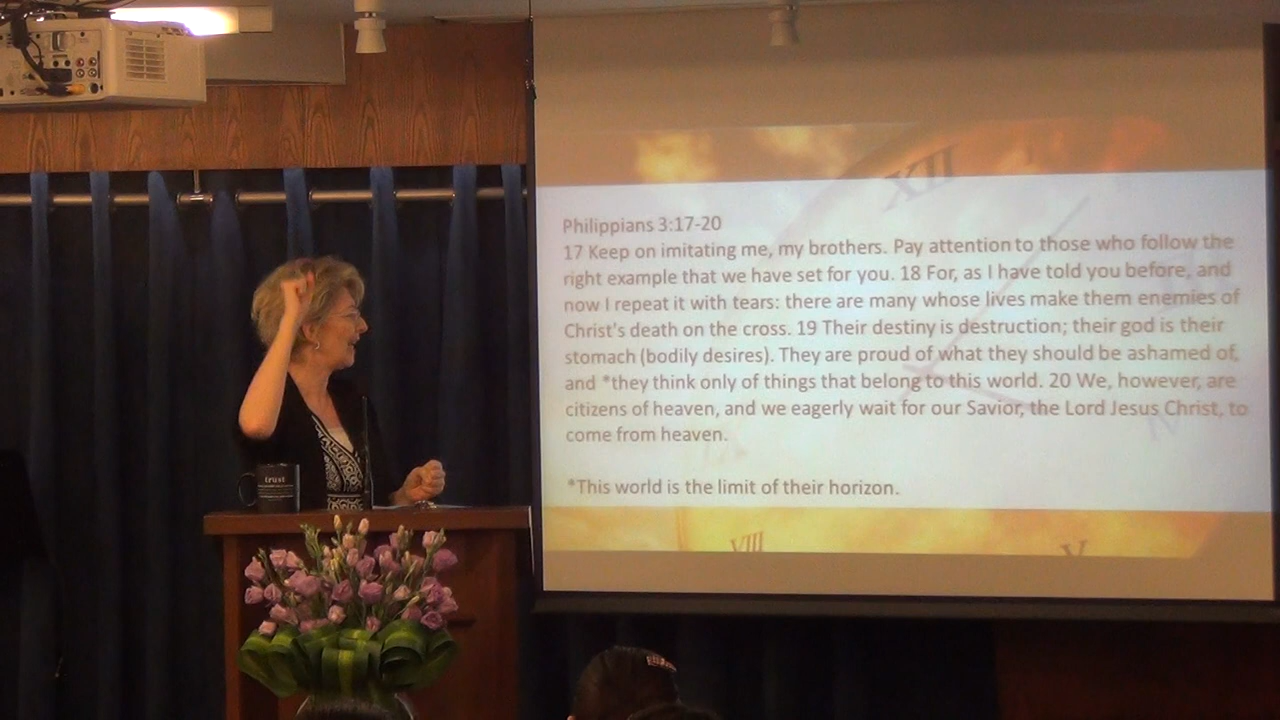 XII
Philippians 3:17-20
17 Keep on imitating me, my brothers. Pay attention to those who follow the
right example that we have set for you. 18 For, as I have told you before, and
now I repeat it with tears: there are many whose lives make them enemies of
Christ's death on the cross. 19 Their destiny is destruction; their god is their
stomach (bodily desires). They are proud of what they should be ashamed of,
and *they think only of things that belong to this world. 20 We, however, are
citizens of heaven, and we eagerly wait for our Savior, the Lord Jesus Christ, to
come from heaven.
*This world is the limit of their horizon.
VIII
V
trust